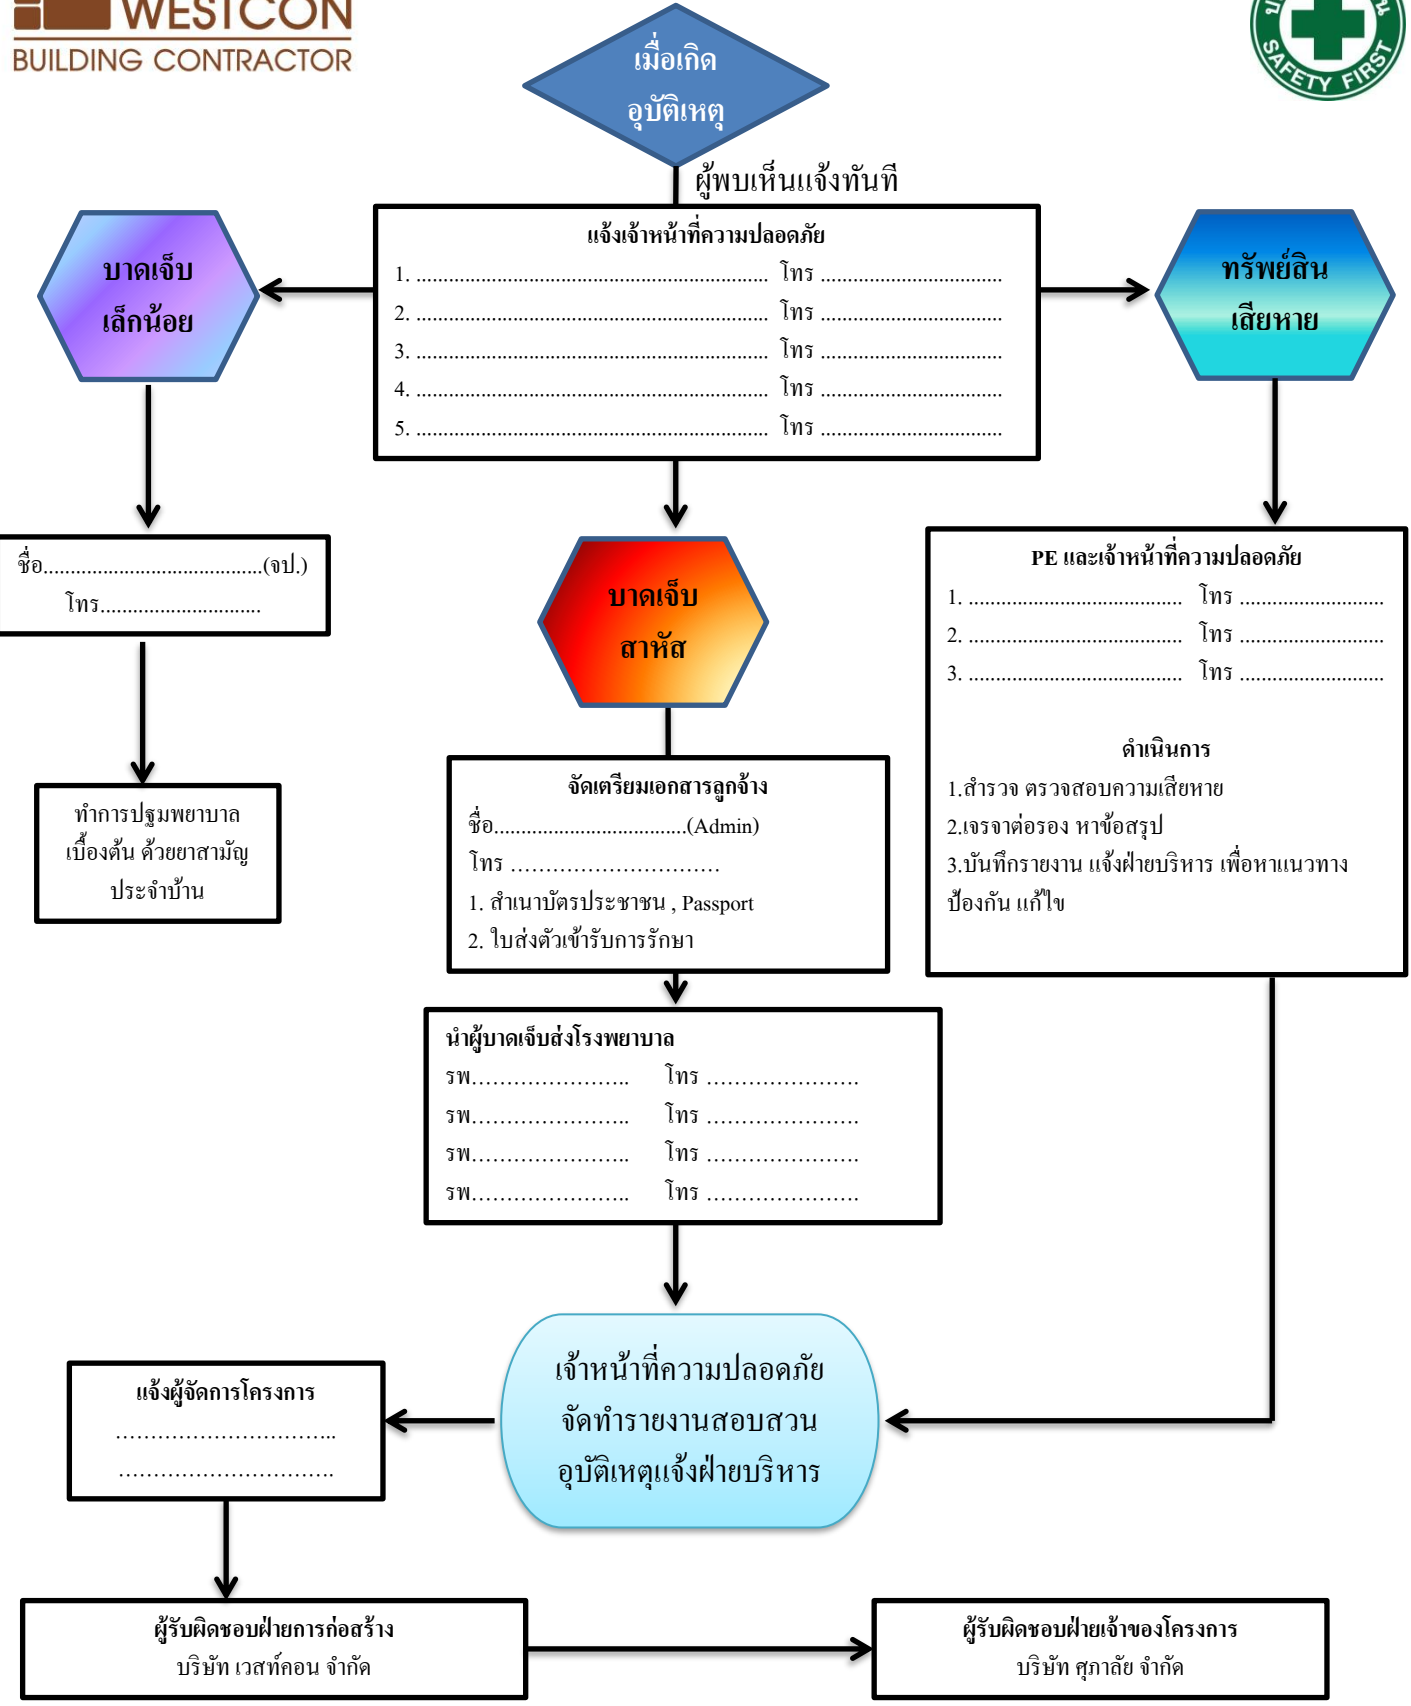 WESTCON
BUILDING CONTRACTOR
SAFETY FIRST
เมื่อเกิด
อุบัติเหตุ
ผู้พบเห็นแจ้งทันที
บาดเจ็บ
เล็กน้อย
แจ้งเจ้าหน้าที่ความปลอดภัย
1. .................................................................. โทร ..................................
2. .................................................................. โทร ..................................
3. .................................................................. โทร ..................................
4. .................................................................. โทร ..................................
5. .................................................................. โทร ..................................
ทรัพย์สิน
เสียหาย
ชื่อ.........................................(จป.)
โทร..............................
บาดเจ็บ
สาหัส
PE และเจ้าหน้าที่ความปลอดภัย
1. ........................................ โทร ...........................
2. ........................................ โทร ...........................
3. ........................................ โทร ...........................
ดำเนินการ
1.สำรวจ ตรวจสอบความเสียหาย
2.เจรจาต่อรอง หาข้อสรุป
3.บันทึกรายงาน แจ้งฝ่ายบริหาร เพื่อหาแนวทาง
ป้องกัน แก้ไข
ทำการปฐมพยาบาล
เบื้องต้น ด้วยยาสามัญ
ประจำบ้าน
จัดเตรียมเอกสารลูกจ้าง
ชื่อ....................................(Admin)
โทร …………………………
1. สำเนาบัตรประชาชน , Passport
2. ใบส่งตัวเข้ารับการรักษา
นำผู้บาดเจ็บส่งโรงพยาบาล
รพ………………….. โทร ………………….
รพ………………….. โทร ………………….
รพ………………….. โทร ………………….
รพ………………….. โทร ………………….
เจ้าหน้าที่ความปลอดภัย
จัดทำรายงานสอบสวน
อุบัติเหตุแจ้งฝ่ายบริหาร
แจ้งผู้จัดการโครงการ
…………………………..
………………………….
ผู้รับผิดชอบฝ่ายการก่อสร้าง
บริษัท เวสท์คอน จำกัด
ผู้รับผิดชอบฝ่ายเจ้าของโครงการ
บริษัท ศุภาลัย จำกัด